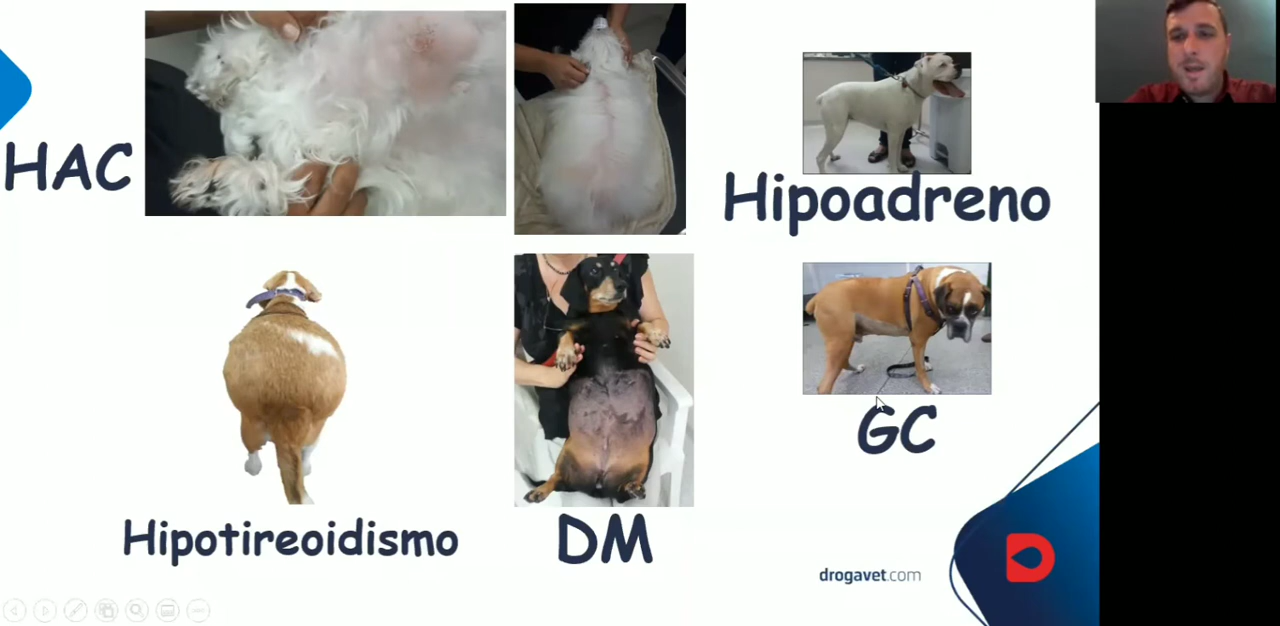 HAC
Hipoadreno
GC
Hipotireoidismo
DM
drogavet.com